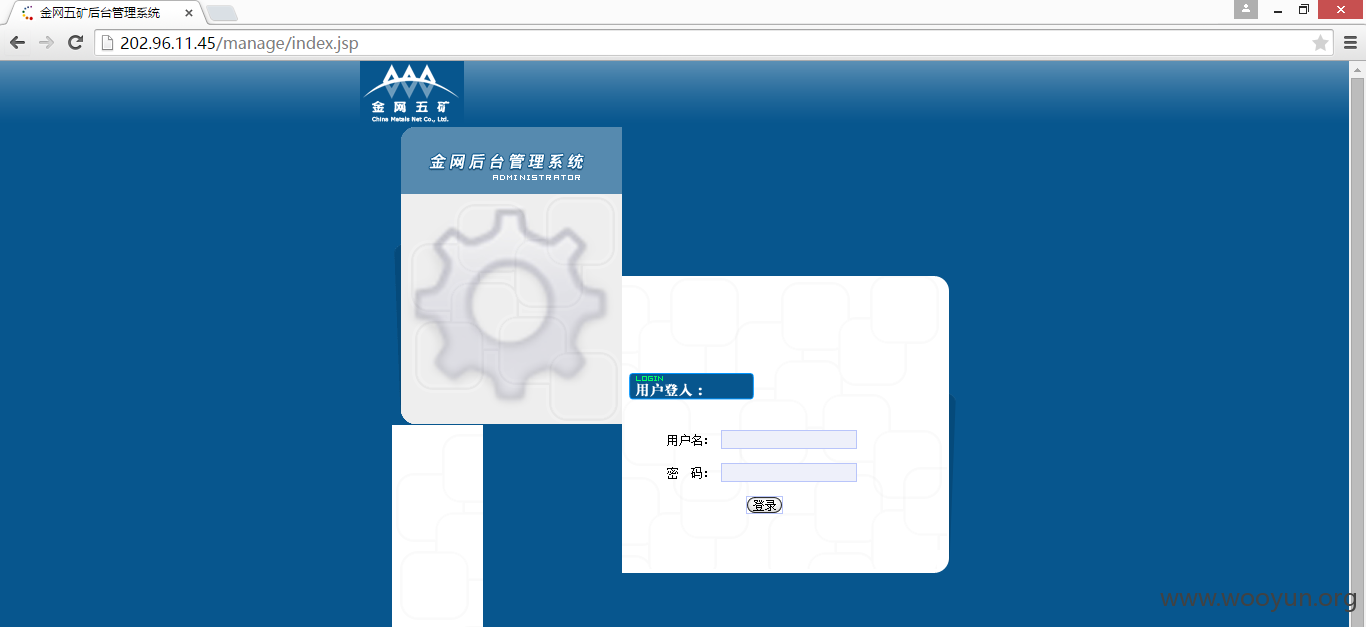 金网五矿后台管理系统
202.96.11.45/manage/index.jsp
金网五矿
China Metals Net Co., Ltd.
金网后台管理系统
ADMINISTRATOR
LOGIN
用户登入：
用户名：
密 码：
登录
www.wooyun.org